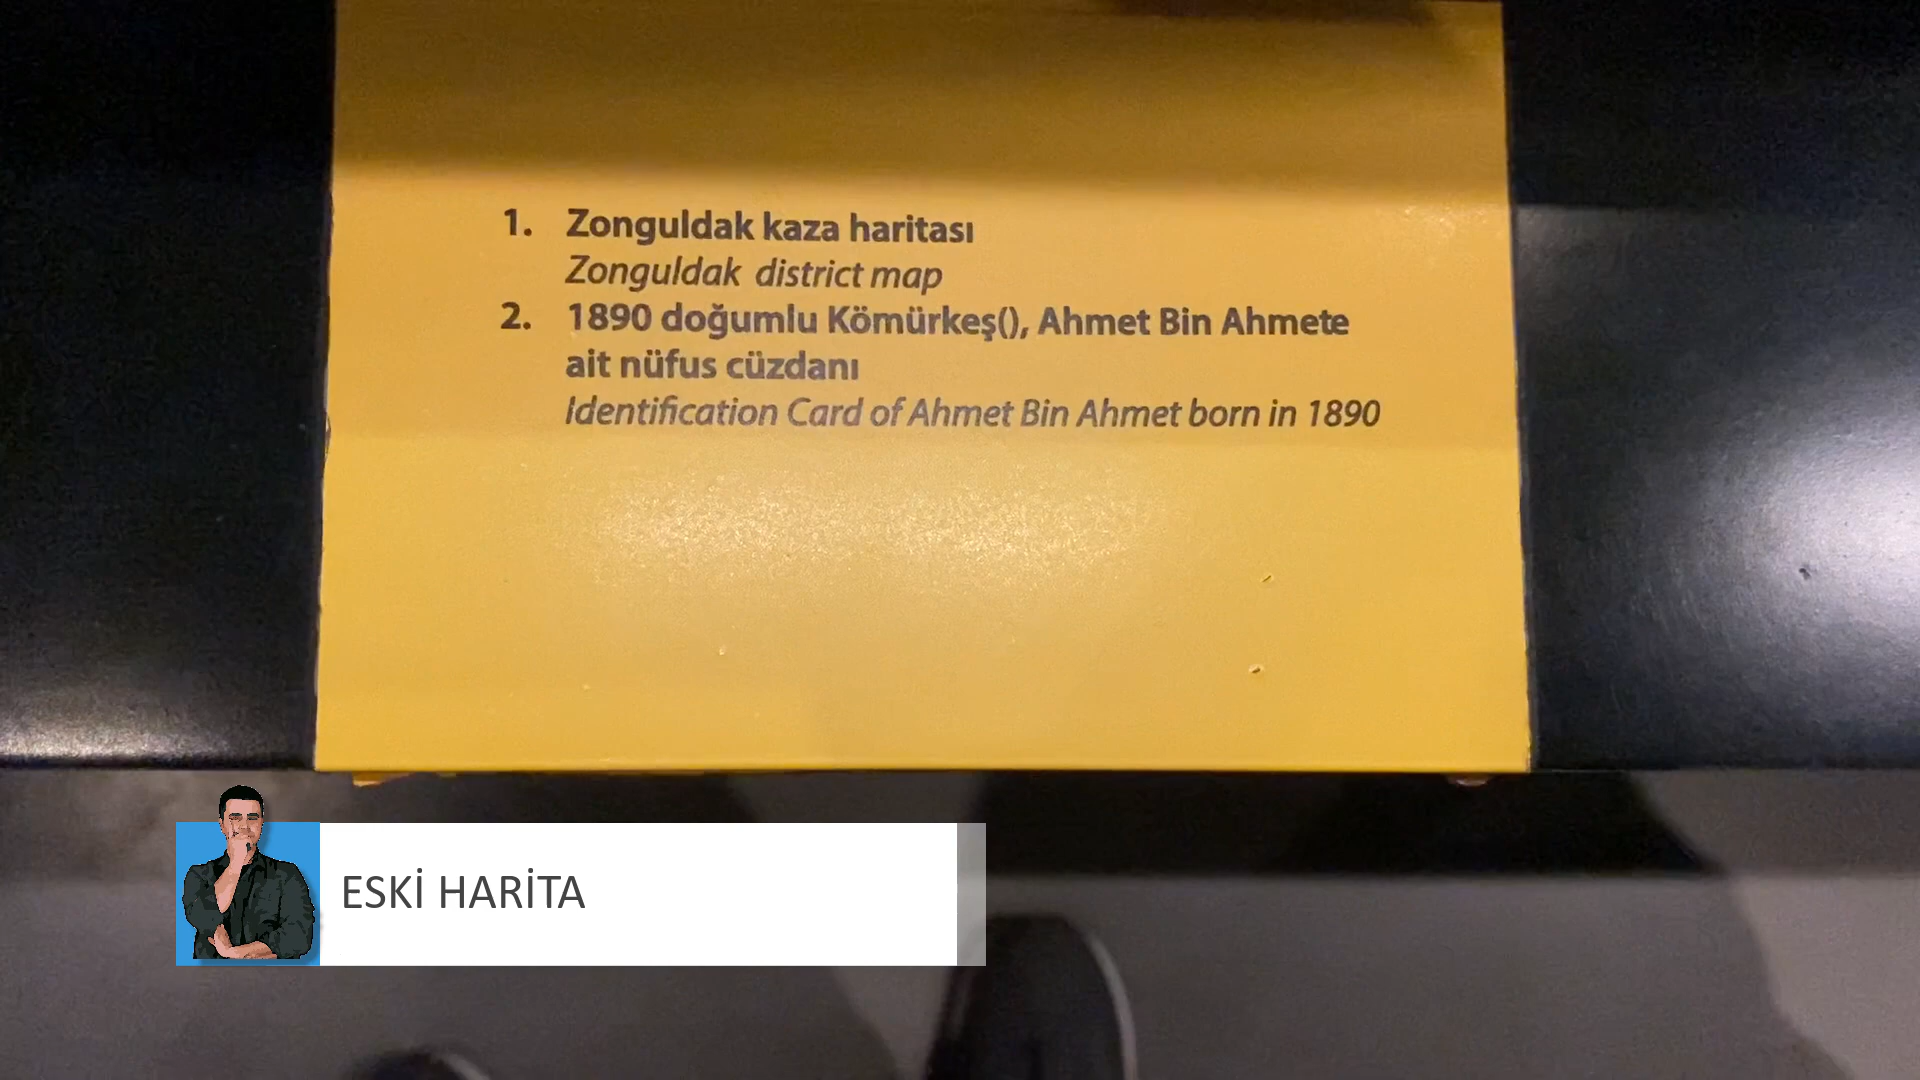 1. Zonguldak kaza haritası
Zonguldak district map
2. 1890 doğumlu Kömürkeş(), Ahmet Bin Ahmete
ait nüfus cüzdanı
Identification Card of Ahmet Bin Ahmet born in 1890
ESKİ HARİTA